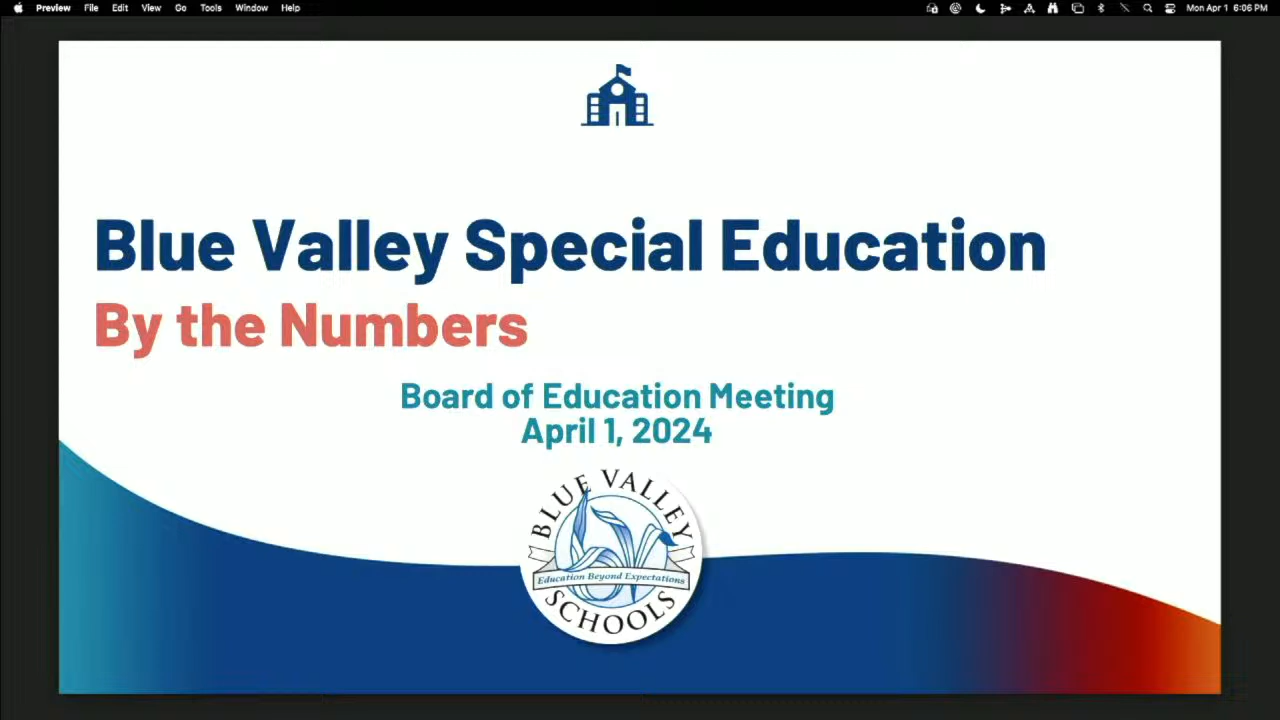 Preview File Edit View Go Tools Window Help Mon Apr 1 6:06 PM
Blue Valley Special Education
By the Numbers
Board of Education Meeting
April 1, 2024
BLUE VALLEY
Education Beyond Expectations
SCHOOLS